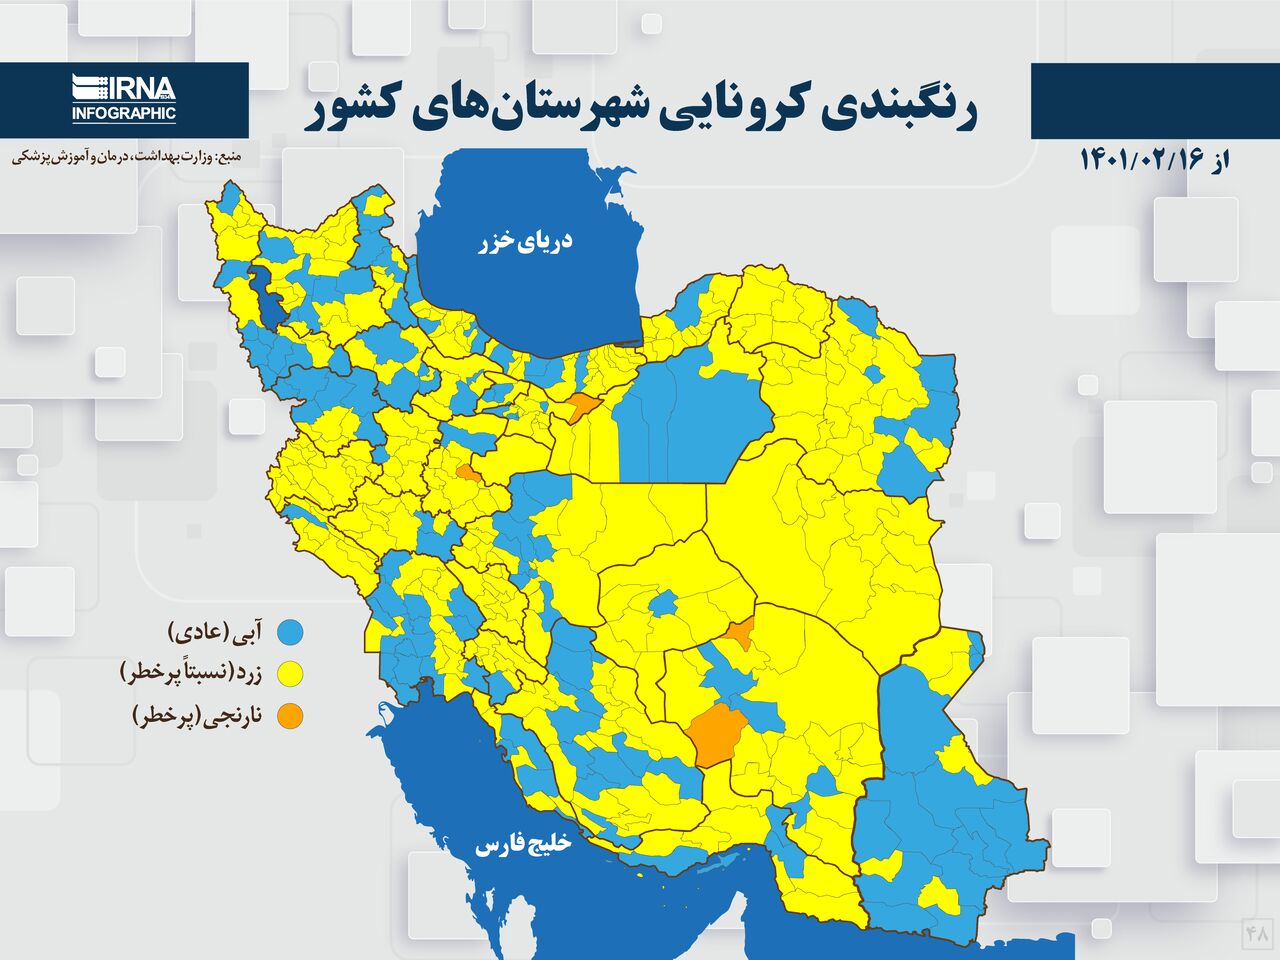 IRNA
INFOGRAPHIC
رنگبندی کرونایی شهرستان‌های کشور
منبع: وزارت بهداشت، درمان و آموزش پزشکی
از ۱۴۰۱/۰۲/۱۶
دریای خزر
آبی (عادی)
زرد (نسبتاً پرخطر)
نارنجی (پرخطر)
خلیج فارس
۴۸